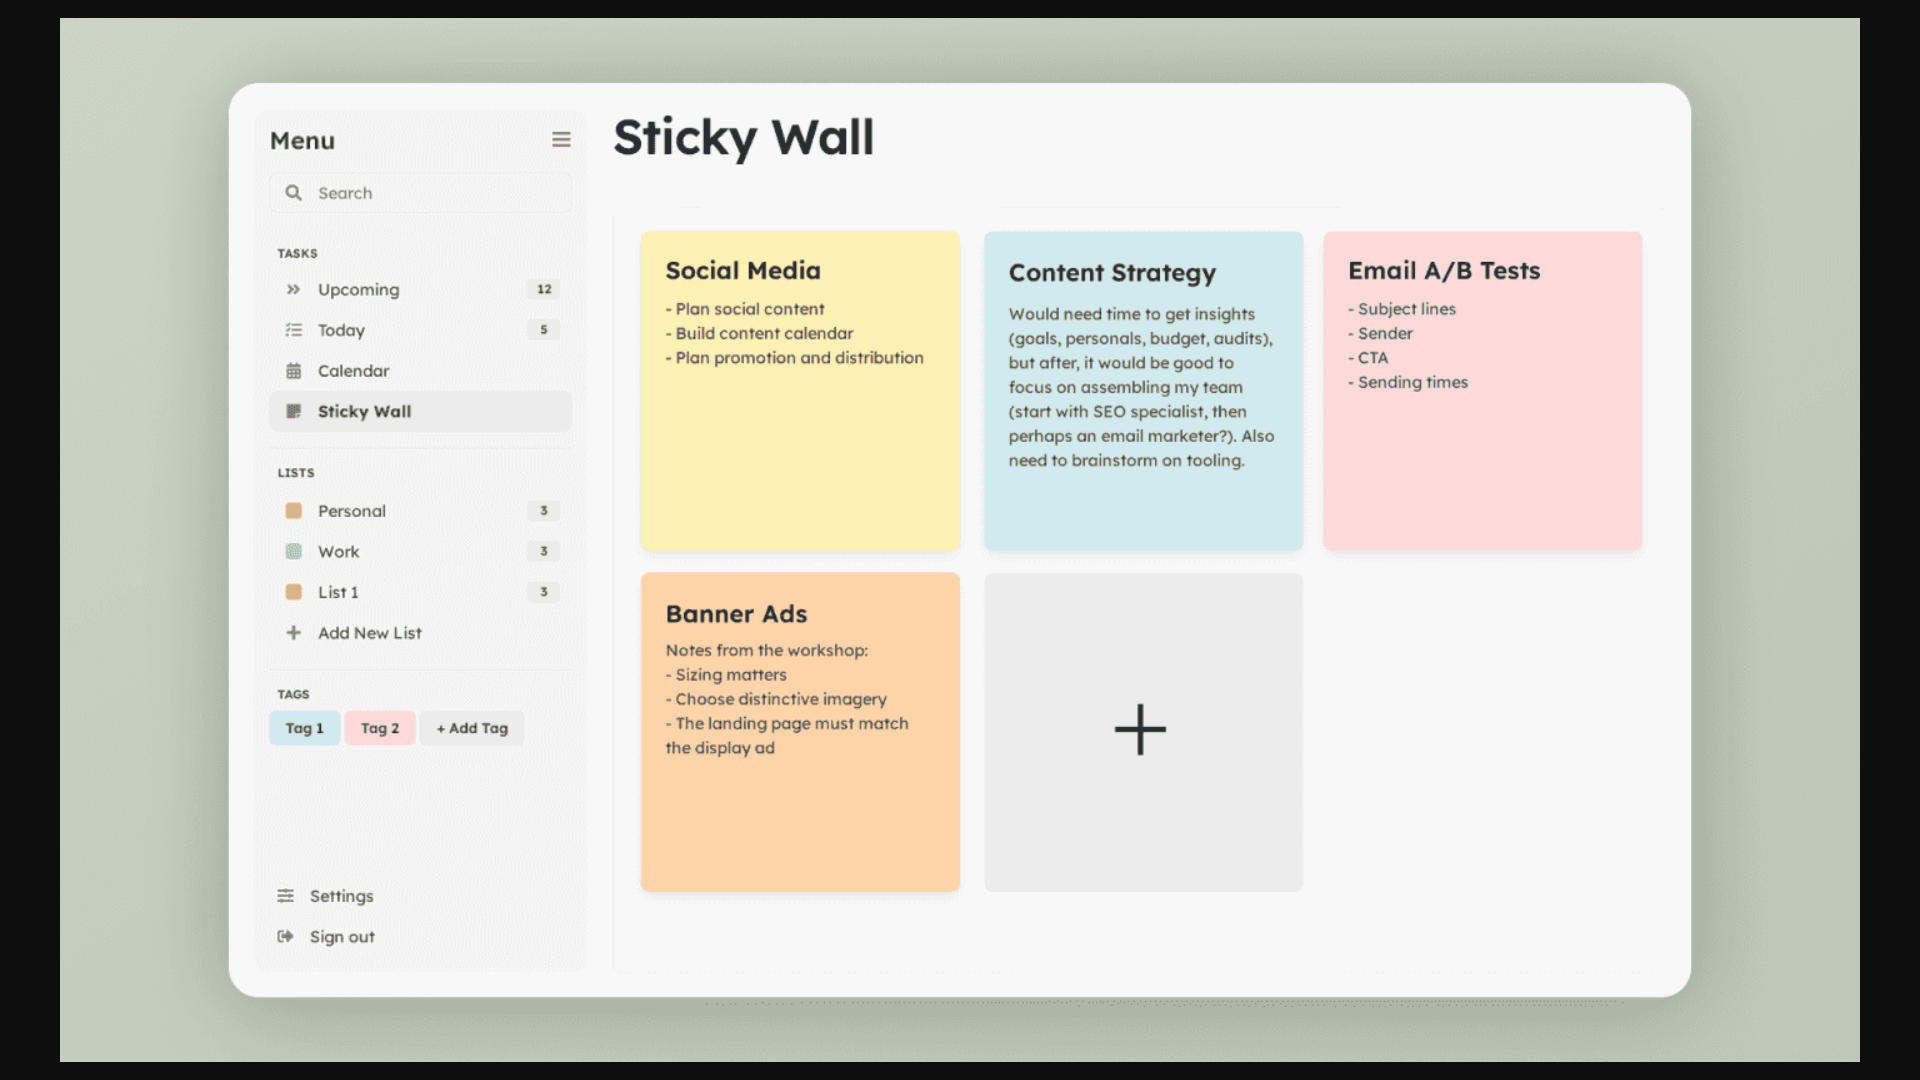 Menu
Search
TASKS
Upcoming 12
Today 5
Calendar
Sticky Wall
LISTS
Personal 3
Work 3
List 1 3
+ Add New List
TAGS
Tag 1 Tag 2 + Add Tag
Settings
Sign out
Sticky Wall
Social Media
- Plan social content
- Build content calendar
- Plan promotion and distribution
Content Strategy
Would need time to get insights
(goals, personals, budget, audits),
but after, it would be good to
focus on assembling my team
(start with SEO specialist, then
perhaps an email marketer?). Also
need to brainstorm on tooling.
Email A/B Tests
- Subject lines
- Sender
- CTA
- Sending times
Banner Ads
Notes from the workshop:
- Sizing matters
- Choose distinctive imagery
- The landing page must match
the display ad
+